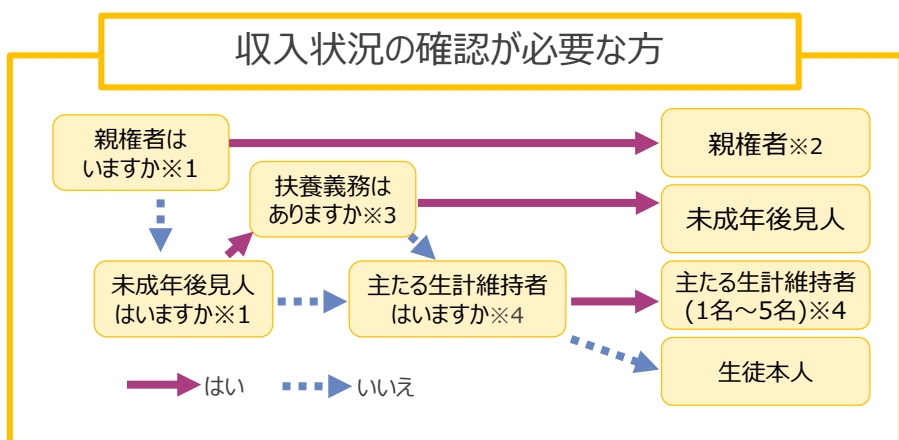 収入状況の確認が必要な方
親権者は
いますか※1
親権者※2
扶養義務は
ありますか※3
未成年後見人
未成年後見人
はいますか※1
主たる生計維持者
はいますか※4
主たる生計維持者
(1名～5名)※4
生徒本人
はい
いいえ